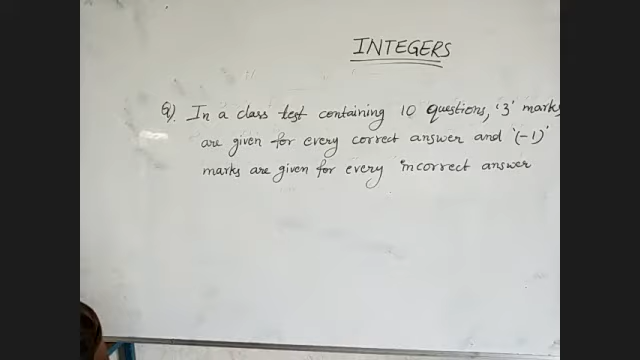 INTEGERS
Q). In a class test containing 10 questions, '3' marks
are given for every correct answer and '(-1)'
marks are given for every incorrect answer